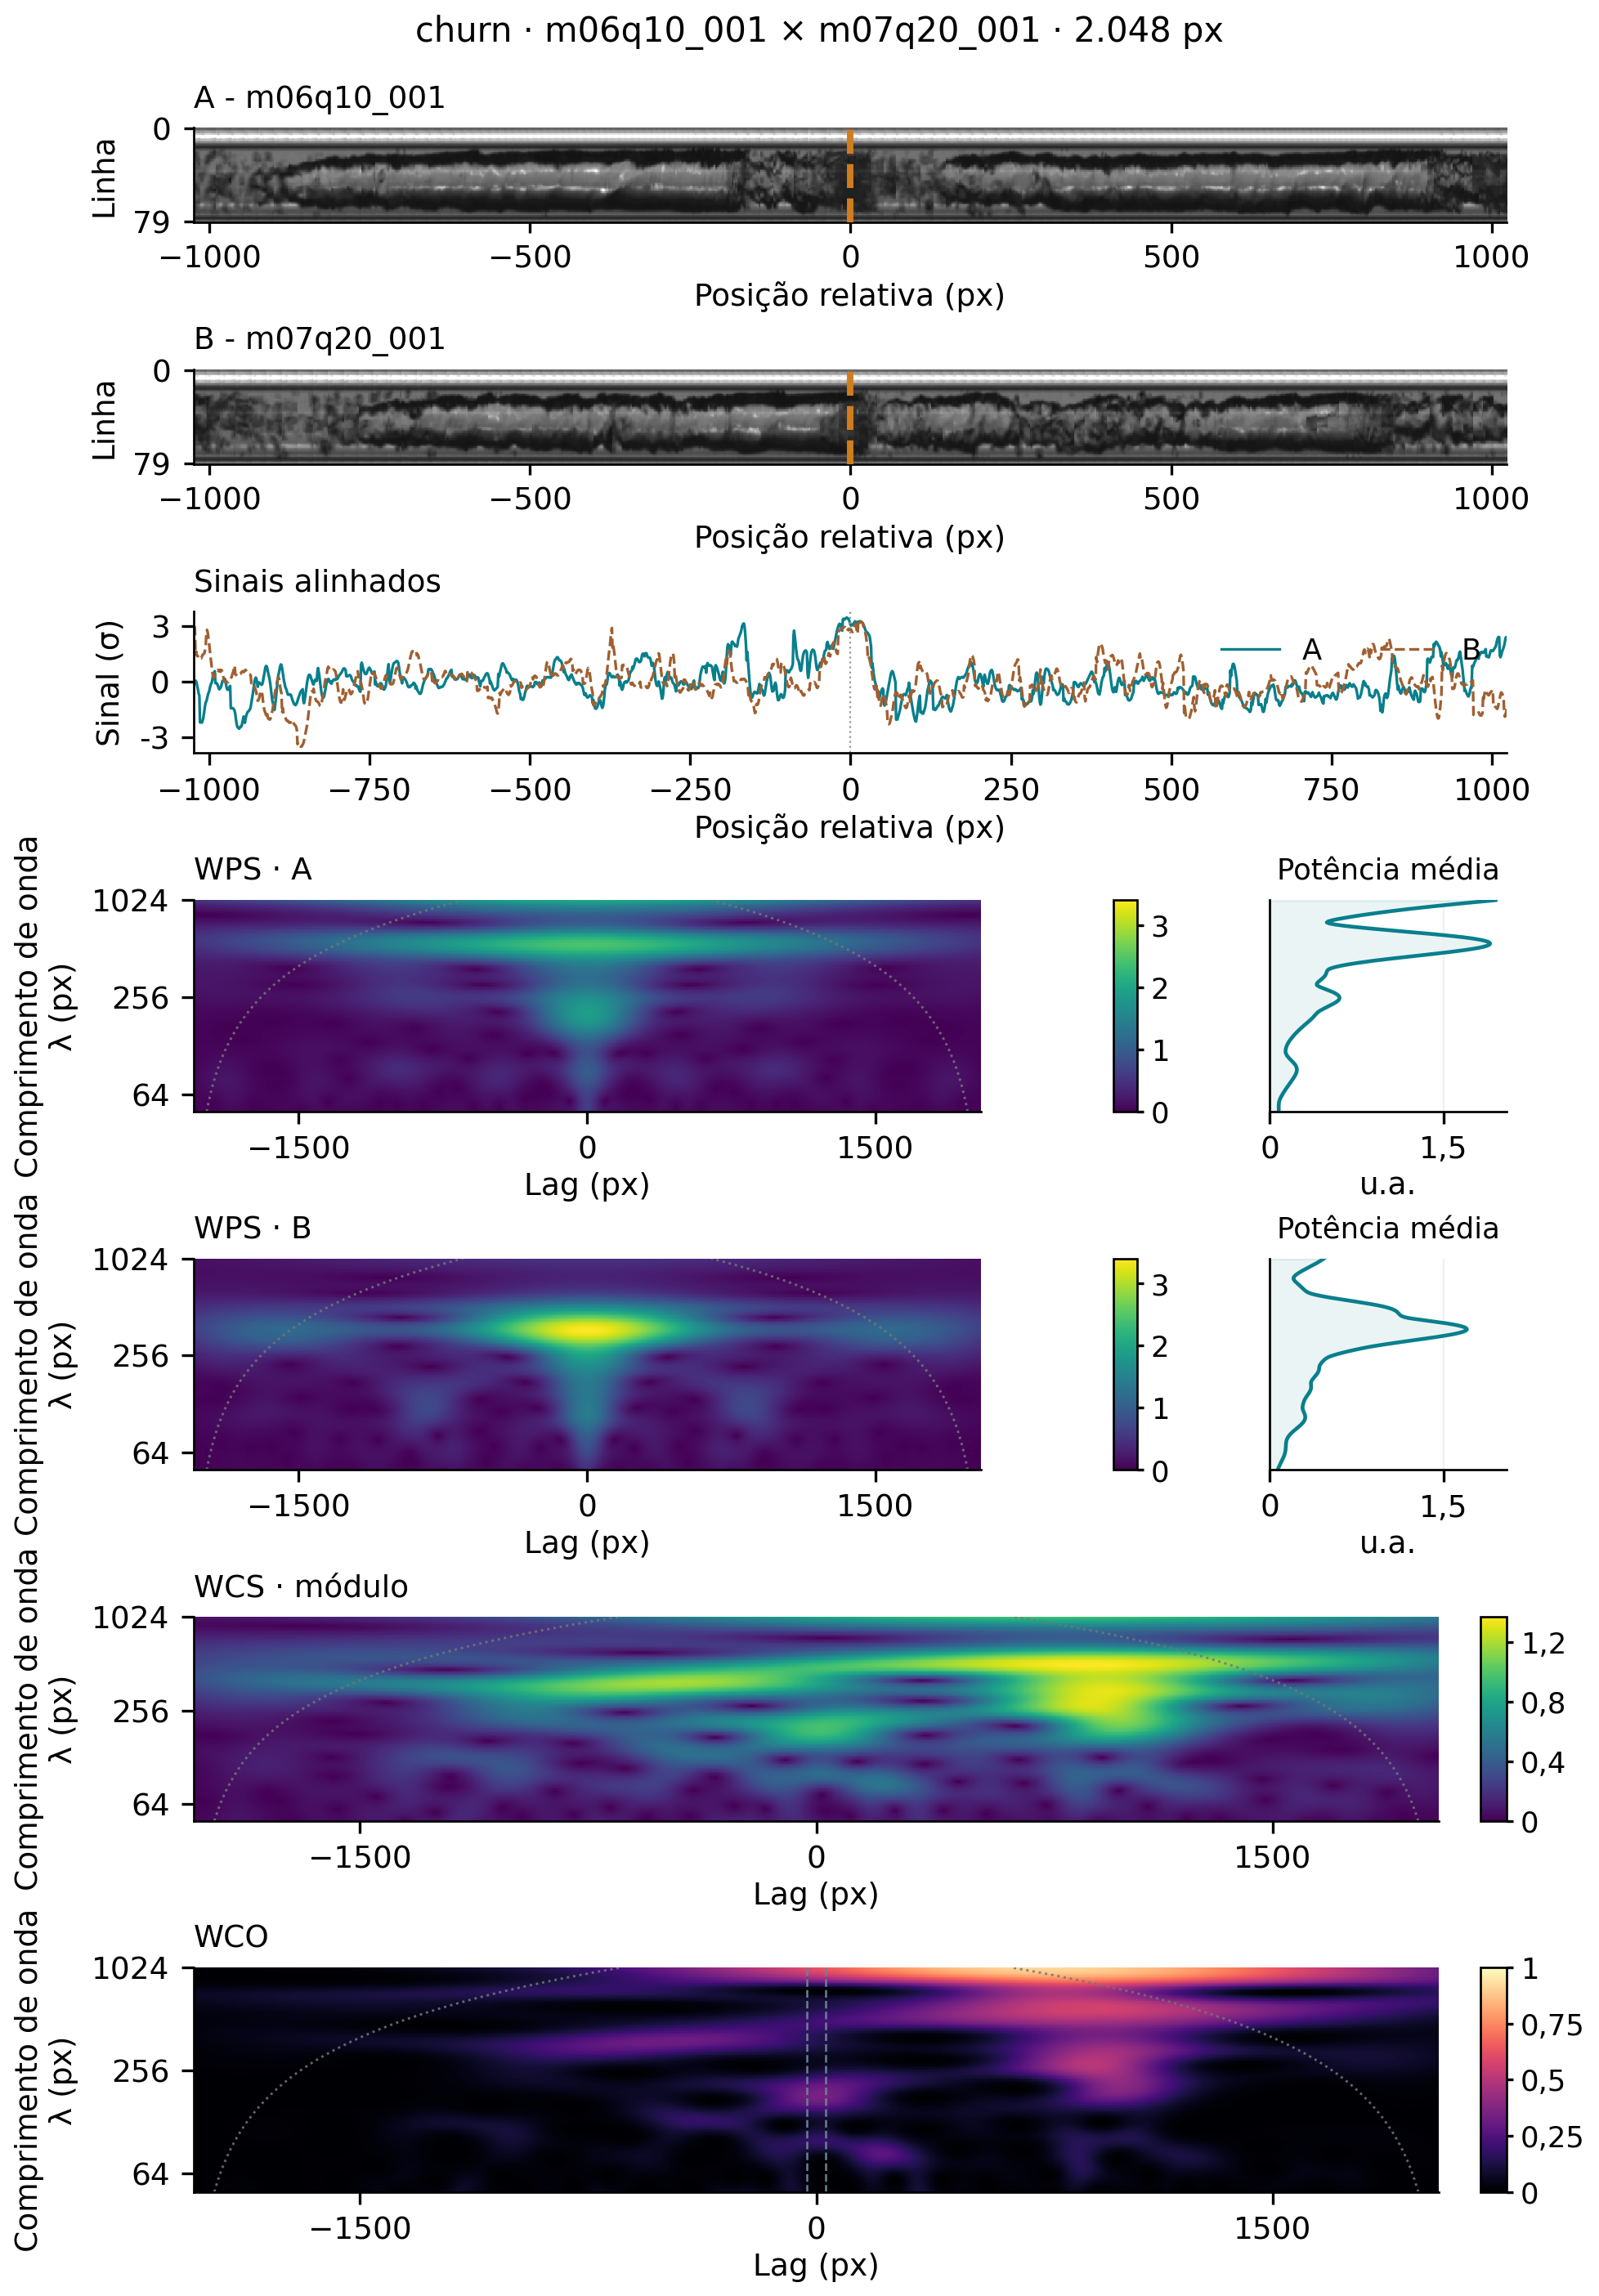 churn · m06q10_001 × m07q20_001 · 2.048 px
A - m06q10_001
Linha
0
79
−1000 −500 0 500 1000
Posição relativa (px)
B - m07q20_001
Linha
0
79
−1000 −500 0 500 1000
Posição relativa (px)
Sinais alinhados
Sinal (σ)
3
0
-3
A B
−1000 −750 −500 −250 0 250 500 750 1000
Posição relativa (px)
WPS · A
Comprimento de onda
λ (px)
1024
256
64
−1500 0 1500
Lag (px)
3
2
1
0
Potência média
0 1,5
u.a.
WPS · B
Comprimento de onda
λ (px)
1024
256
64
−1500 0 1500
Lag (px)
3
2
1
0
Potência média
0 1,5
u.a.
WCS · módulo
Comprimento de onda
λ (px)
1024
256
64
−1500 0 1500
Lag (px)
1,2
0,8
0,4
0
WCO
Comprimento de onda
λ (px)
1024
256
64
−1500 0 1500
Lag (px)
1
0,75
0,5
0,25
0